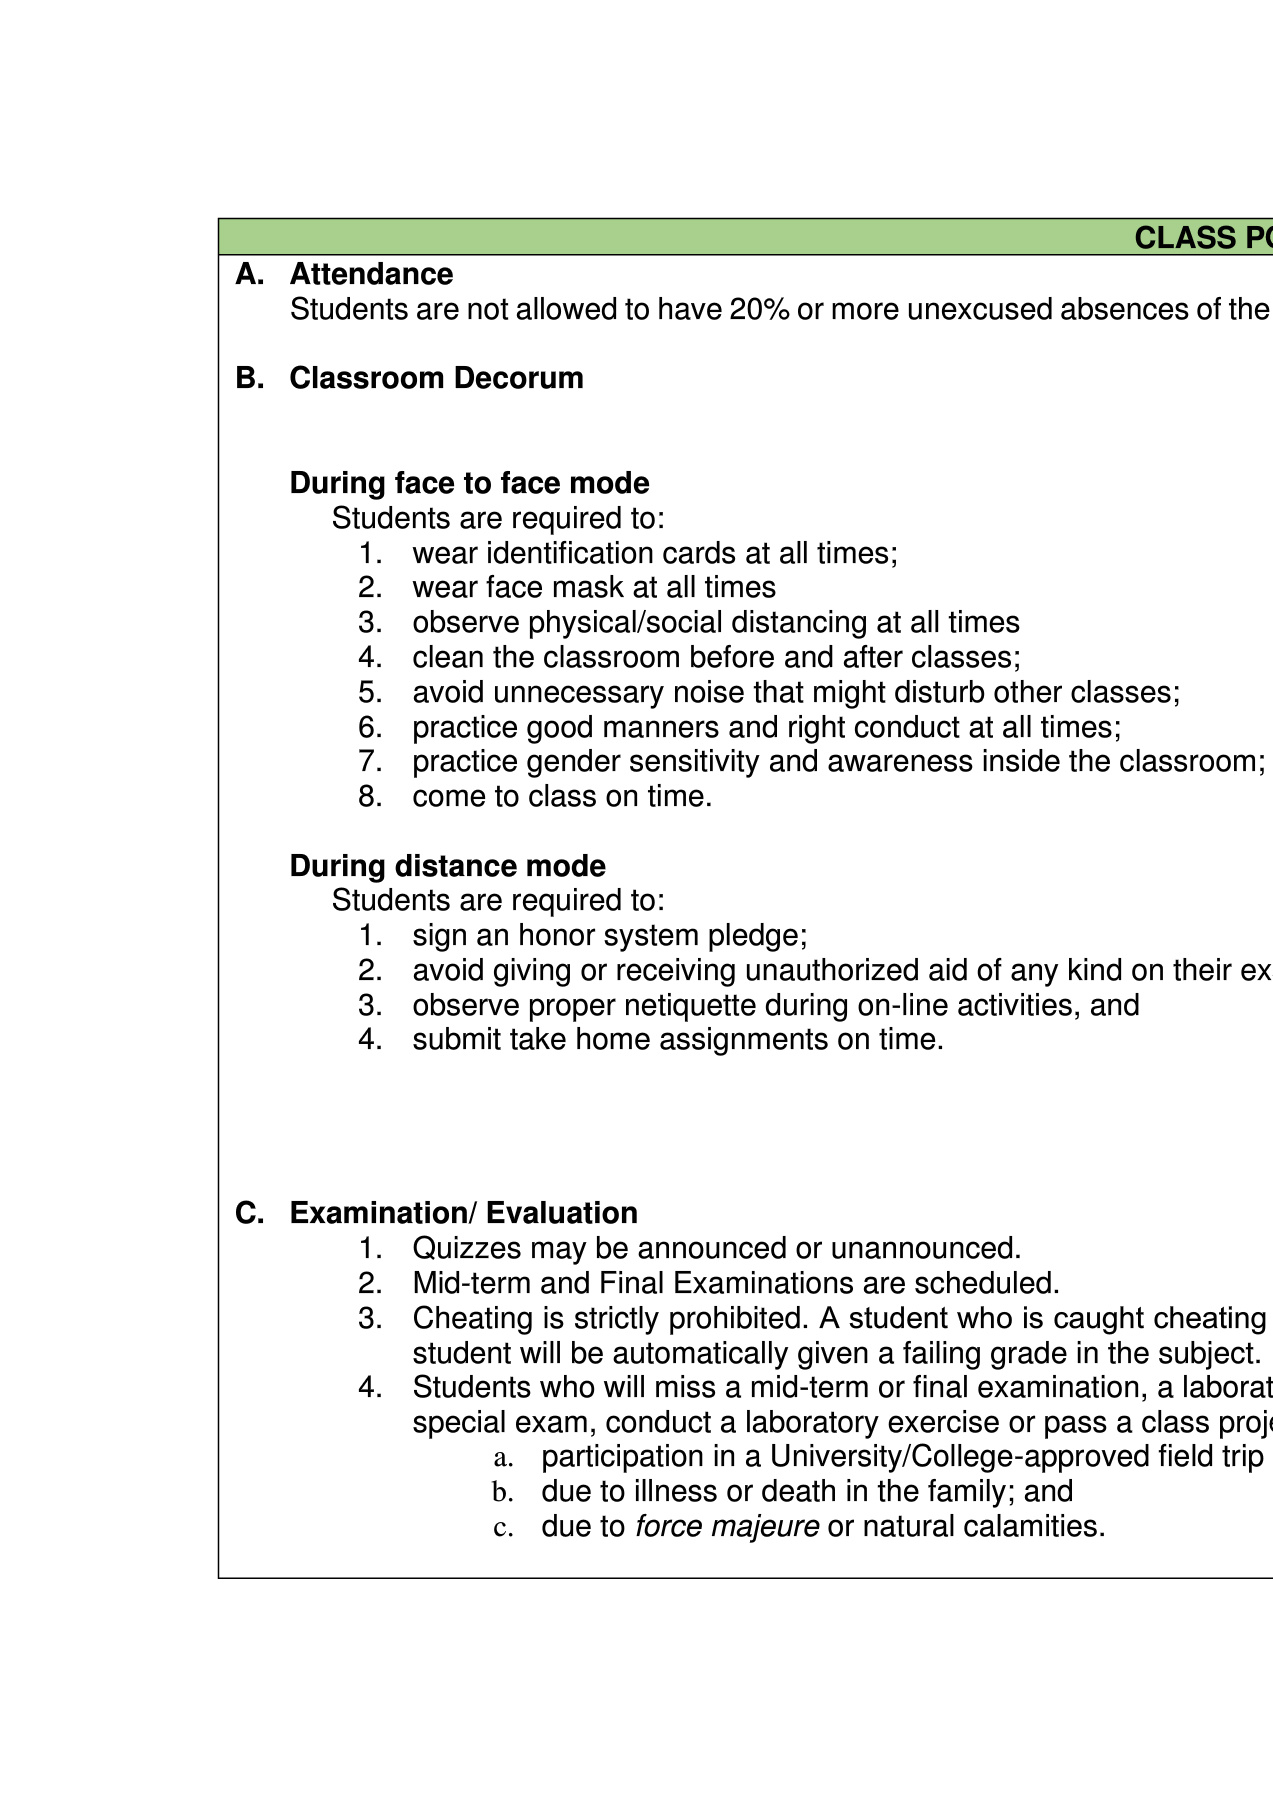 CLASS
A. Attendance
Students are not allowed to have 20% or more unexcused absences of the
B. Classroom Decorum
During face to face mode
Students are required to:
1. wear identification cards at all times;
2. wear face mask at all times
3. observe physical/social distancing at all times
4. clean the classroom before and after classes;
5. avoid unnecessary noise that might disturb other classes;
6. practice good manners and right conduct at all times;
7. practice gender sensitivity and awareness inside the classroom;
8. come to class on time.
During distance mode
Students are required to:
1. sign an honor system pledge;
2. avoid giving or receiving unauthorized aid of any kind on their
3. observe proper netiquette during on-line activities, and
4. submit take home assignments on time.
C. Examination/ Evaluation
1. Quizzes may be announced or unannounced.
2. Mid-term and Final Examinations are scheduled.
3. Cheating is strictly prohibited. A student who is caught cheating
student will be automatically given a failing grade in the subject.
4. Students who will miss a mid-term or final examination, a
special exam, conduct a laboratory exercise or pass a class
a. participation in a University/College-approved field trip
b. due to illness or death in the family; and
c. due to force majeure or natural calamities.